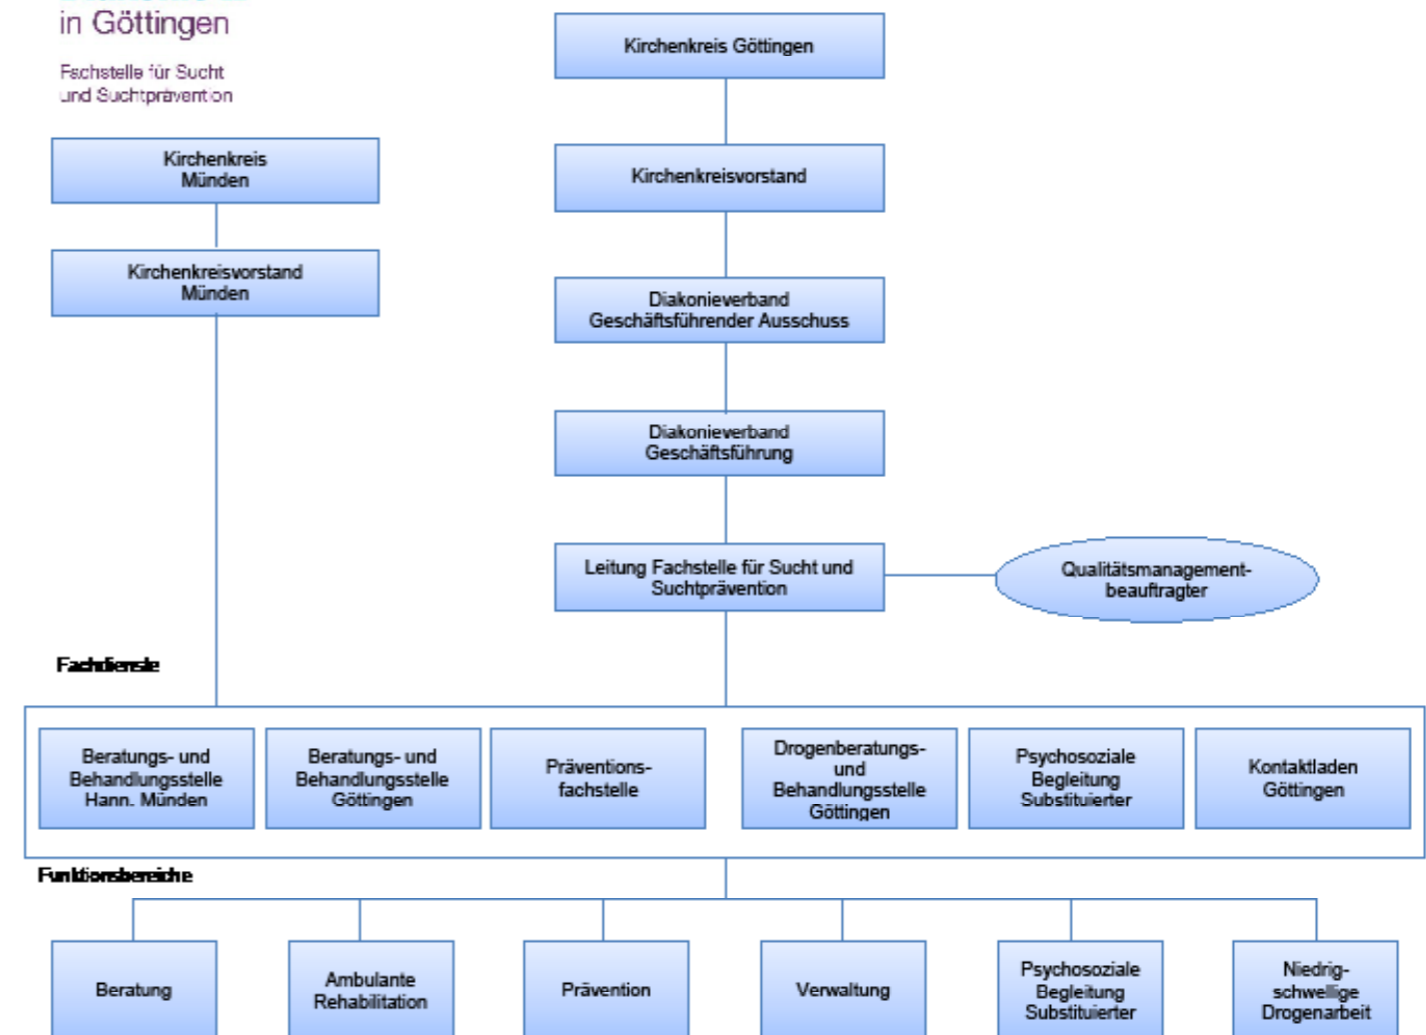 in Göttingen
Fachstelle für Sucht
und Suchtprävention
Kirchenkreis Göttingen
Kirchenkreis
Münden
Kirchenkreisvorstand
Kirchenkreisvorstand
Münden
Diakonieverband
Geschäftsführender Ausschuss
Diakonieverband
Geschäftsführung
Leitung Fachstelle für Sucht und
Suchtprävention
Qualitätsmanagement-
beauftragter
Fachdienste
Beratungs- und
Behandlungsstelle
Hann. Münden
Beratungs- und
Behandlungsstelle
Göttingen
Präventions-
fachstelle
Drogenberatungs-
und
Behandlungsstelle
Göttingen
Psychosoziale
Begleitung
Substituierter
Kontaktladen
Göttingen
Funktionsbereiche
Beratung
Ambulante
Rehabilitation
Prävention
Verwaltung
Psychosoziale
Begleitung
Substituierter
Niedrig-
schwellige
Drogenarbeit